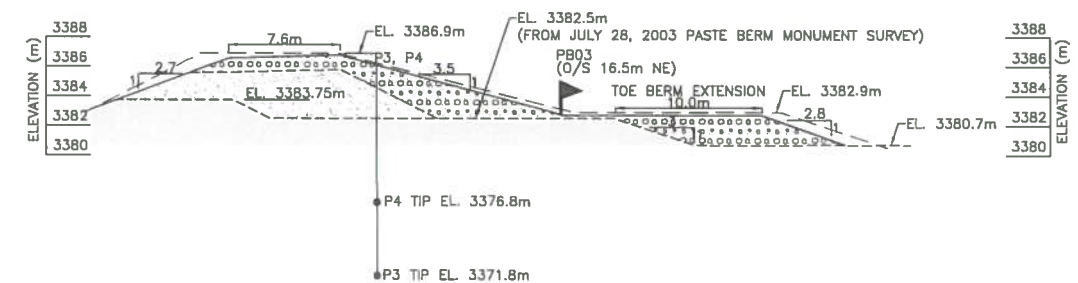 3388
3386
3384
3382
3380
ELEVATION (m)
7.6m
EL. 3386.9m
P3, P4
2.7
1
3.5
1
EL. 3383.75m
EL. 3382.5m
(FROM JULY 28, 2003 PASTE BERM MONUMENT SURVEY)
PB03
(O/S 16.5m NE)
TOE BERM EXTENSION
10.0m
EL. 3382.9m
2.8
1
EL. 3380.7m
P4 TIP EL. 3376.8m
P3 TIP EL. 3371.8m
3388
3386
3384
3382
3380
ELEVATION (m)